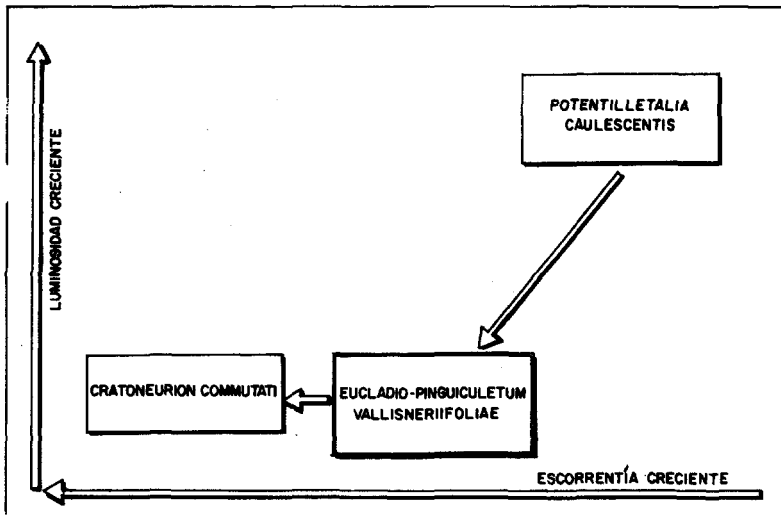 POTENTILLETALIA
CAULESCENTIS
LUMINOSIDAD CRECIENTE
CRATONEURION COMMUTATI
EUCLADIO-PINGUICULETUM
VALLISNERIIFOLIAE
ESCORRENTÍA CRECIENTE